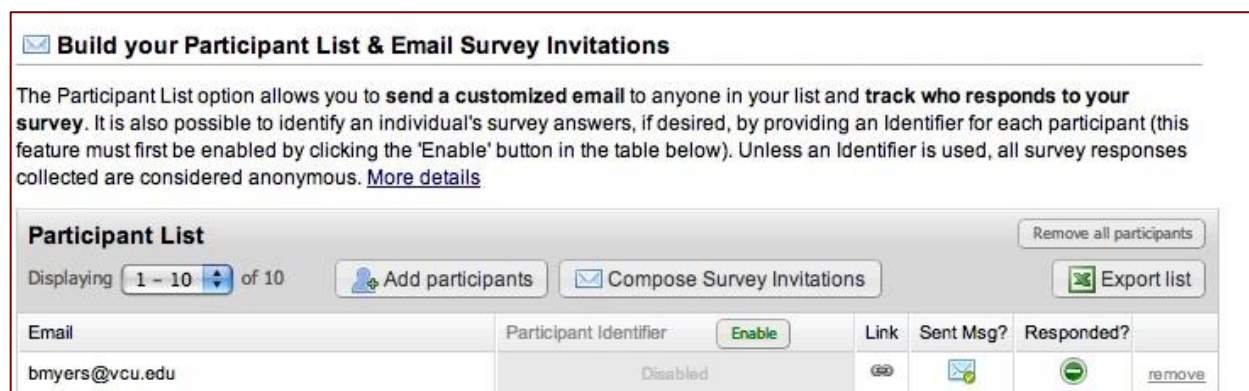 Build your Participant List & Email Survey Invitations
The Participant List option allows you to send a customized email to anyone in your list and track who responds to your
survey. It is also possible to identify an individual's survey answers, if desired, by providing an Identifier for each participant (this
feature must first be enabled by clicking the 'Enable' button in the table below). Unless an Identifier is used, all survey responses
collected are considered anonymous. More details
Participant List Remove all participants
Displaying 1 - 10 of 10 Add participants Compose Survey Invitations Export list
Email Participant Identifier Enable Link Sent Msg? Responded?
bmyers@vcu.edu Disabled remove